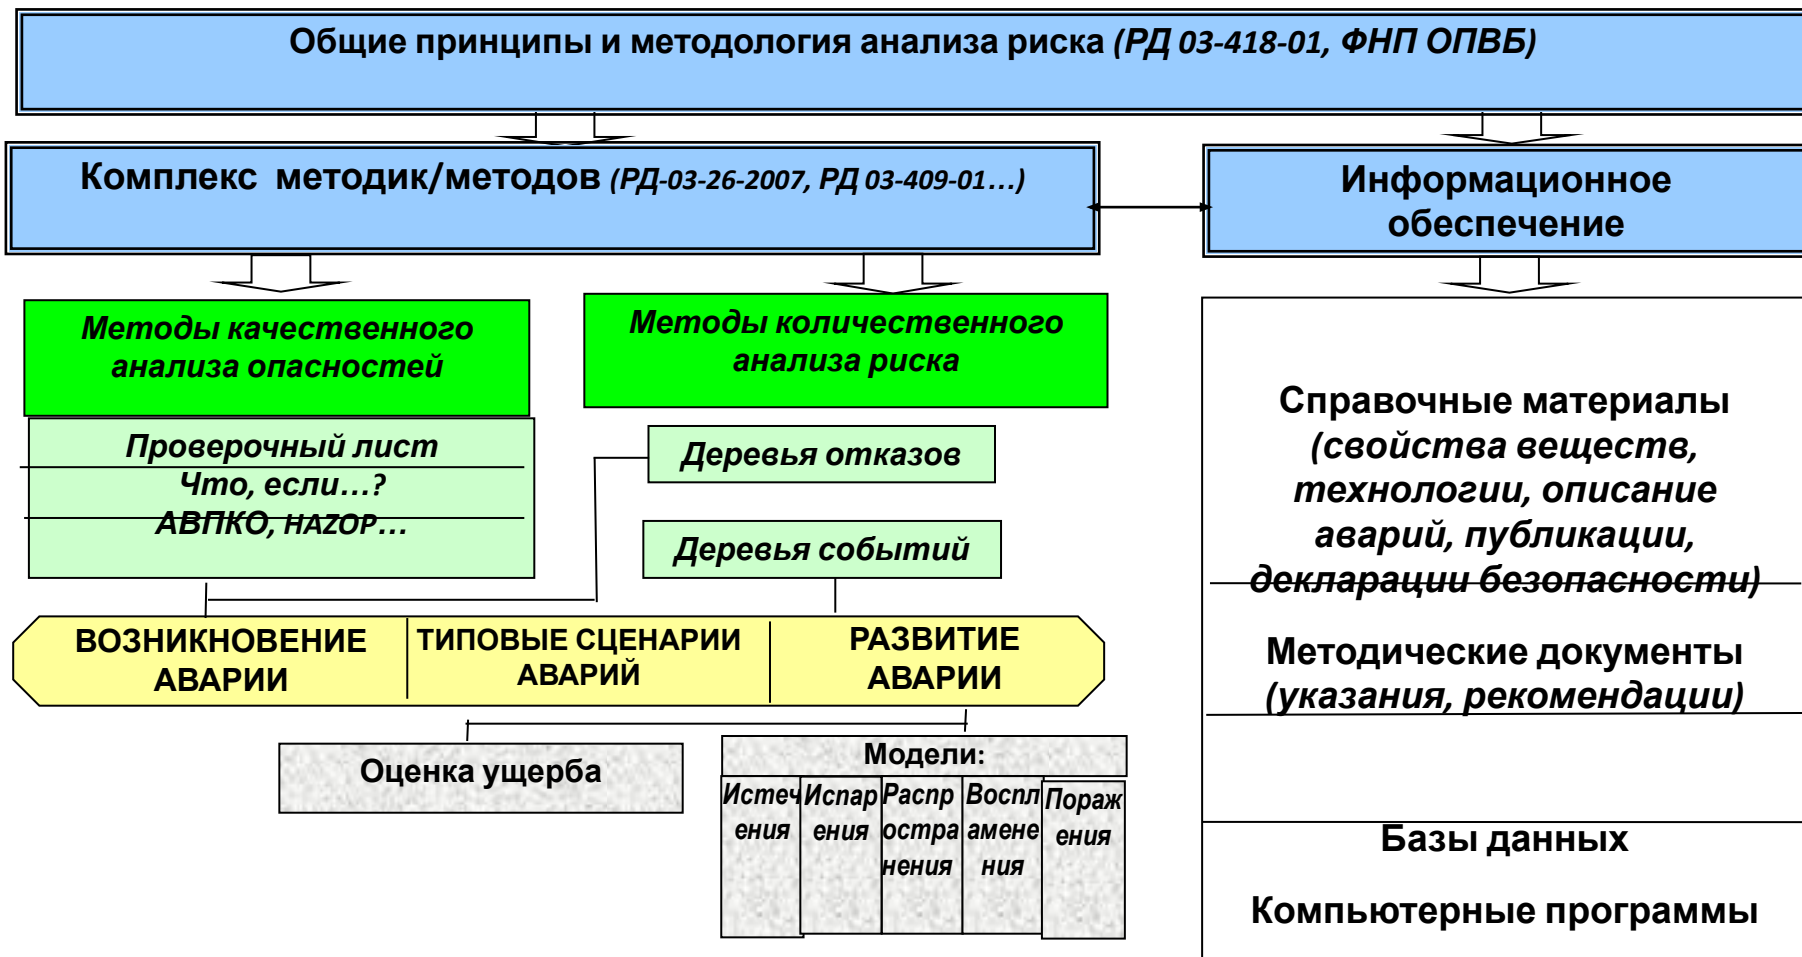 Общие принципы и методология анализа риска (РД 03-418-01, ФНП ОПВБ)
Комплекс методик/методов (РД-03-26-2007, РД 03-409-01…)
Информационное
обеспечение
Методы качественного
анализа опасностей
Методы количественного
анализа риска
Проверочный лист
Что, если…?
АВПКО, HAZOP…
Деревья отказов
Деревья событий
ВОЗНИКНОВЕНИЕ
АВАРИИ
ТИПОВЫЕ СЦЕНАРИИ
АВАРИЙ
РАЗВИТИЕ
АВАРИИ
Оценка ущерба
Модели:
Истеч
ения
Испар
ения
Распр
остра
нения
Воспл
амене
ния
Пораж
ения
Справочные материалы
(свойства веществ,
технологии, описание
аварий, публикации,
декларации безопасности)
Методические документы
(указания, рекомендации)
Базы данных
Компьютерные программы